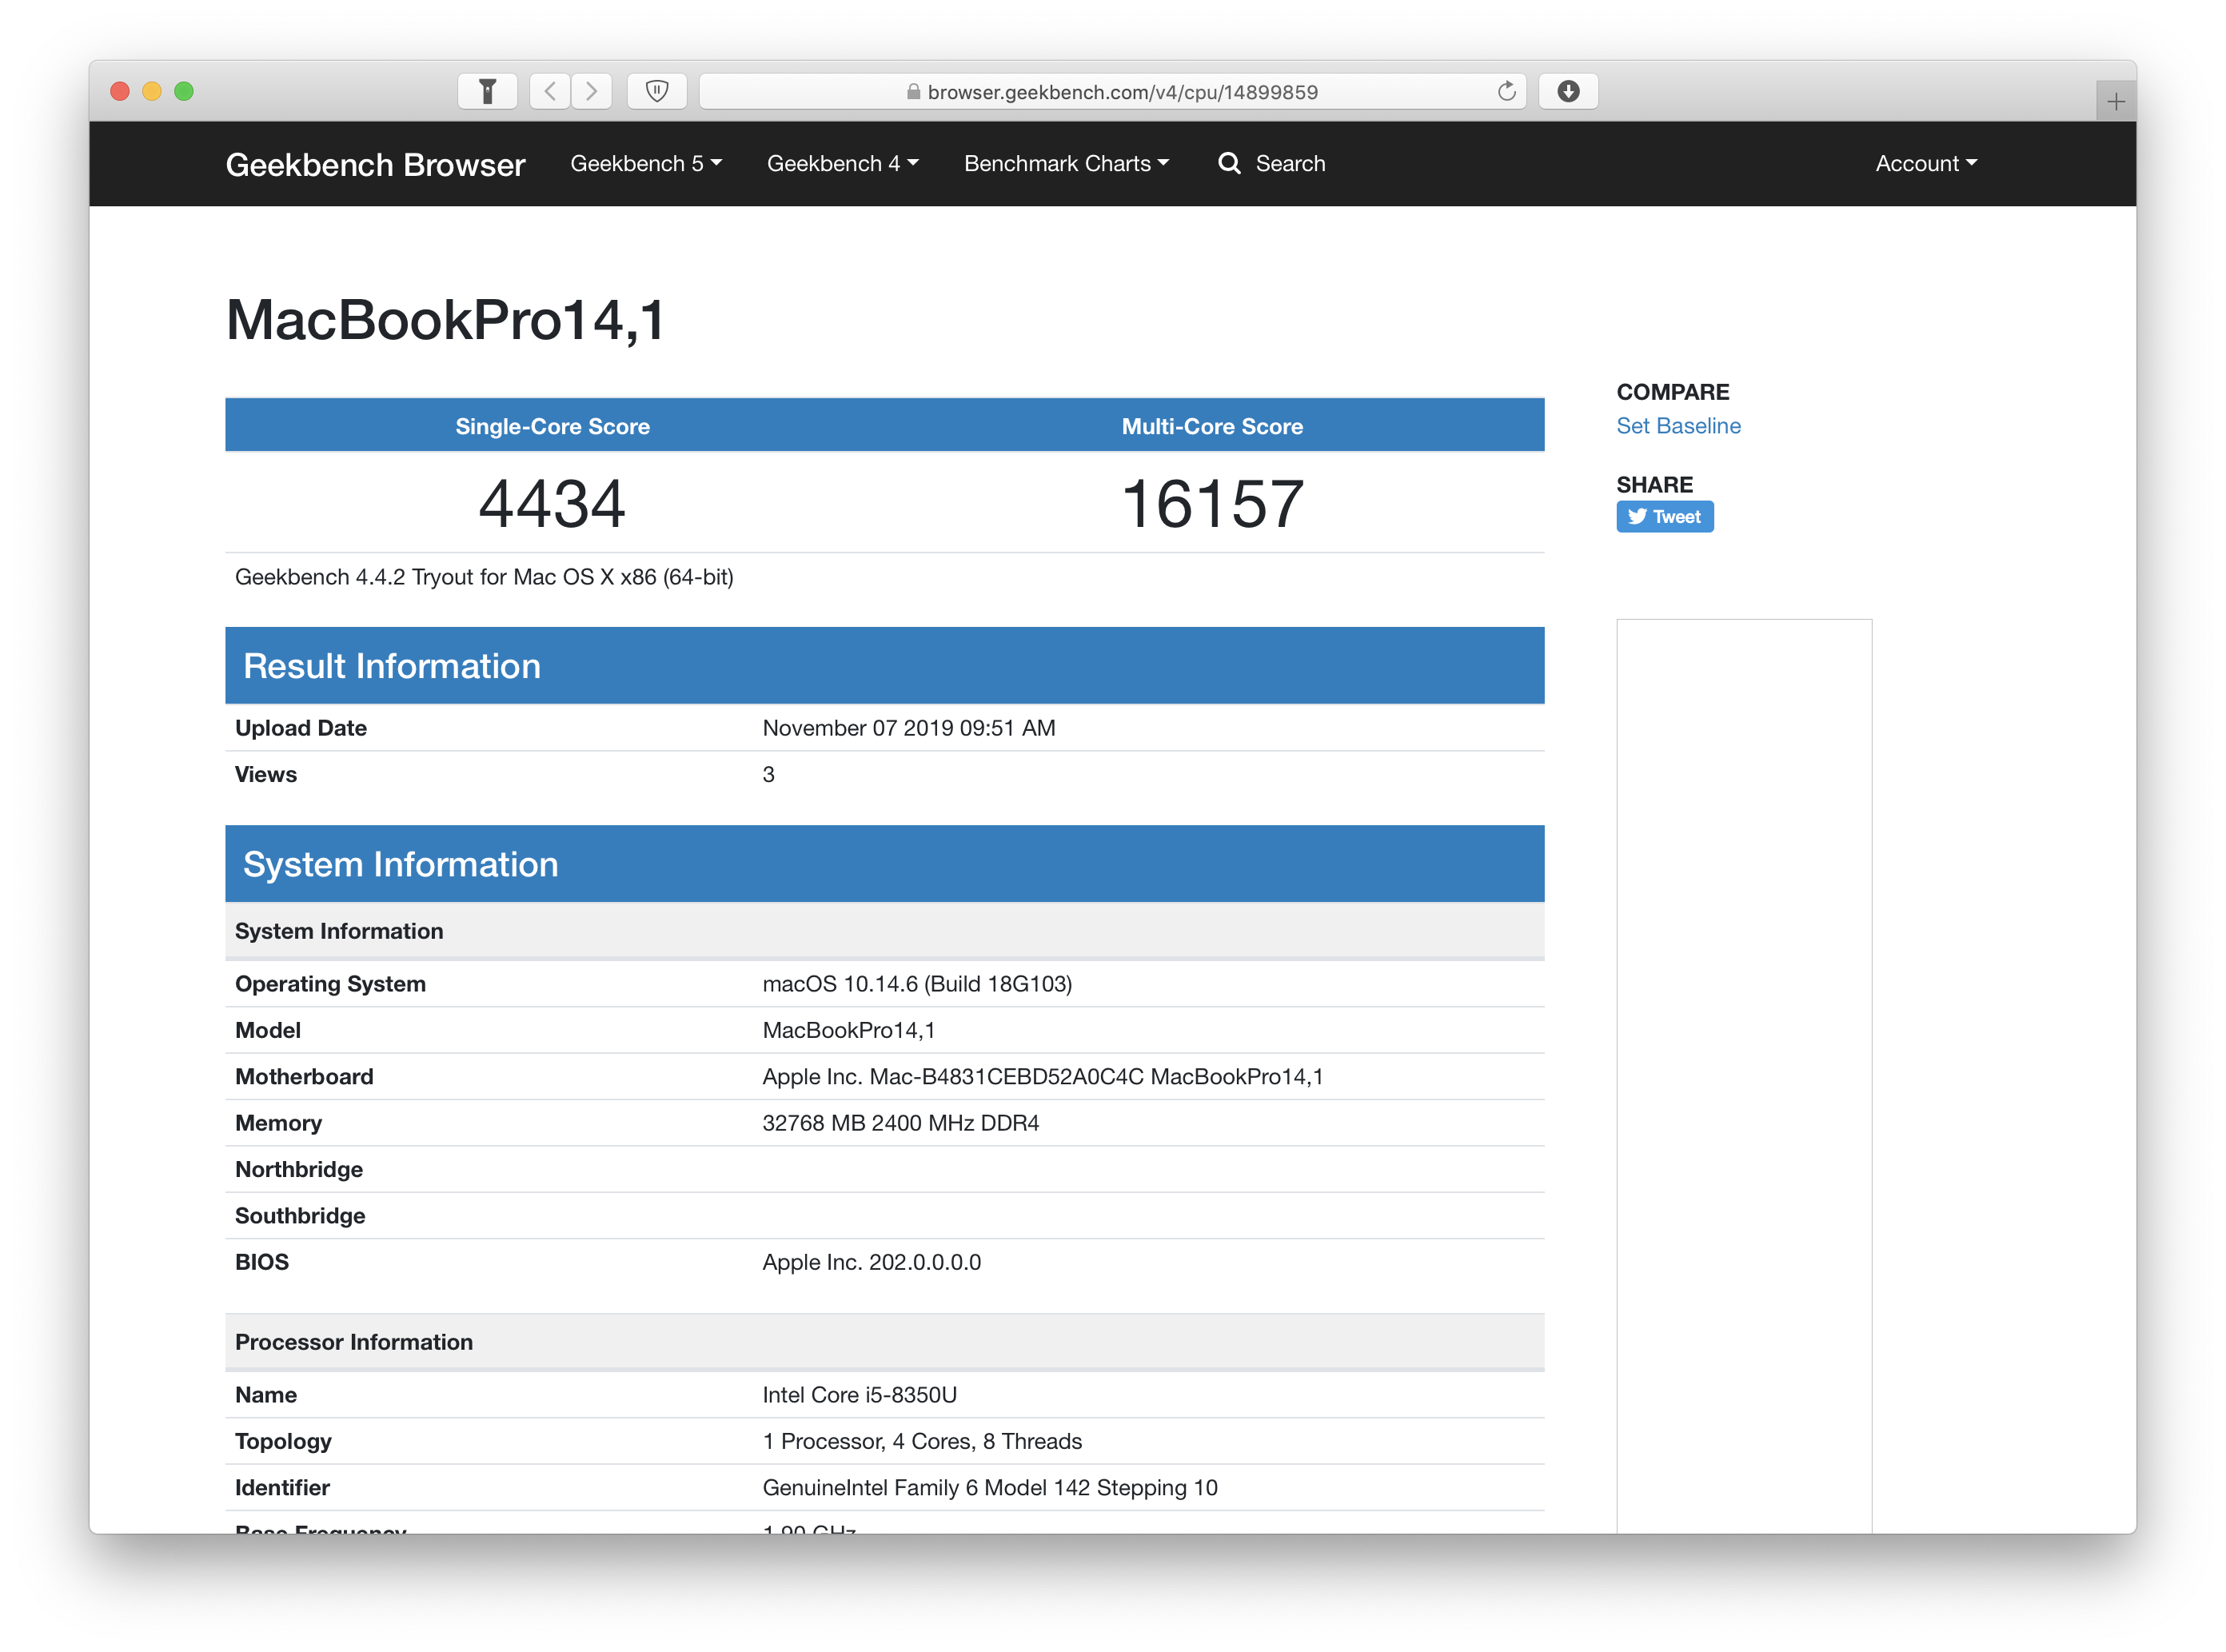 browser.geekbench.com/v4/cpu/14899859
Geekbench Browser Geekbench 5 Geekbench 4 Benchmark Charts Search Account
MacBookPro14,1
Single-Core Score Multi-Core Score
4434 16157
Geekbench 4.4.2 Tryout for Mac OS X x86 (64-bit)
COMPARE
Set Baseline
SHARE
Tweet
Result Information
Upload Date November 07 2019 09:51 AM
Views 3
System Information
System Information
Operating System macOS 10.14.6 (Build 18G103)
Model MacBookPro14,1
Motherboard Apple Inc. Mac-B4831CEBD52A0C4C MacBookPro14,1
Memory 32768 MB 2400 MHz DDR4
Northbridge
Southbridge
BIOS Apple Inc. 202.0.0.0.0
Processor Information
Name Intel Core i5-8350U
Topology 1 Processor, 4 Cores, 8 Threads
Identifier GenuineIntel Family 6 Model 142 Stepping 10
Base Frequency 1.90 GHz